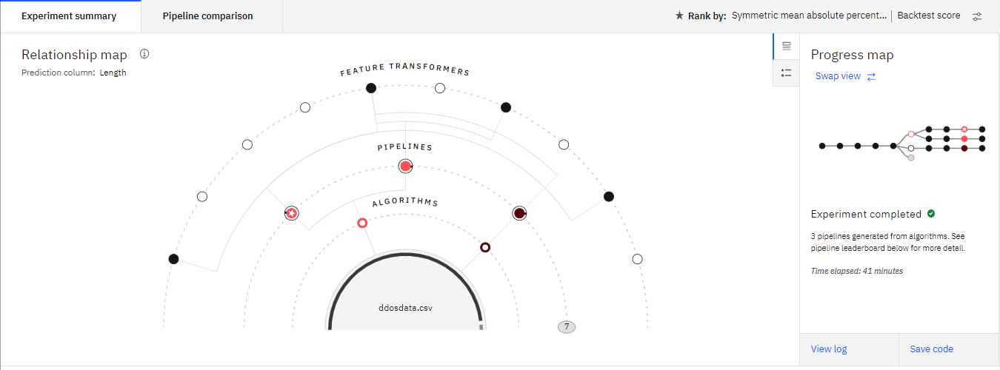 Experiment summary
Pipeline comparison
Rank by: Symmetric mean absolute percent... | Backtest score
Relationship map
Prediction column: Length
FEATURE TRANSFORMERS
PIPELINES
ALGORITHMS
ddosdata.csv
7
Progress map
Swap view
Experiment completed
3 pipelines generated from algorithms. See
pipeline leaderboard below for more detail.
Time elapsed: 41 minutes
View log
Save code